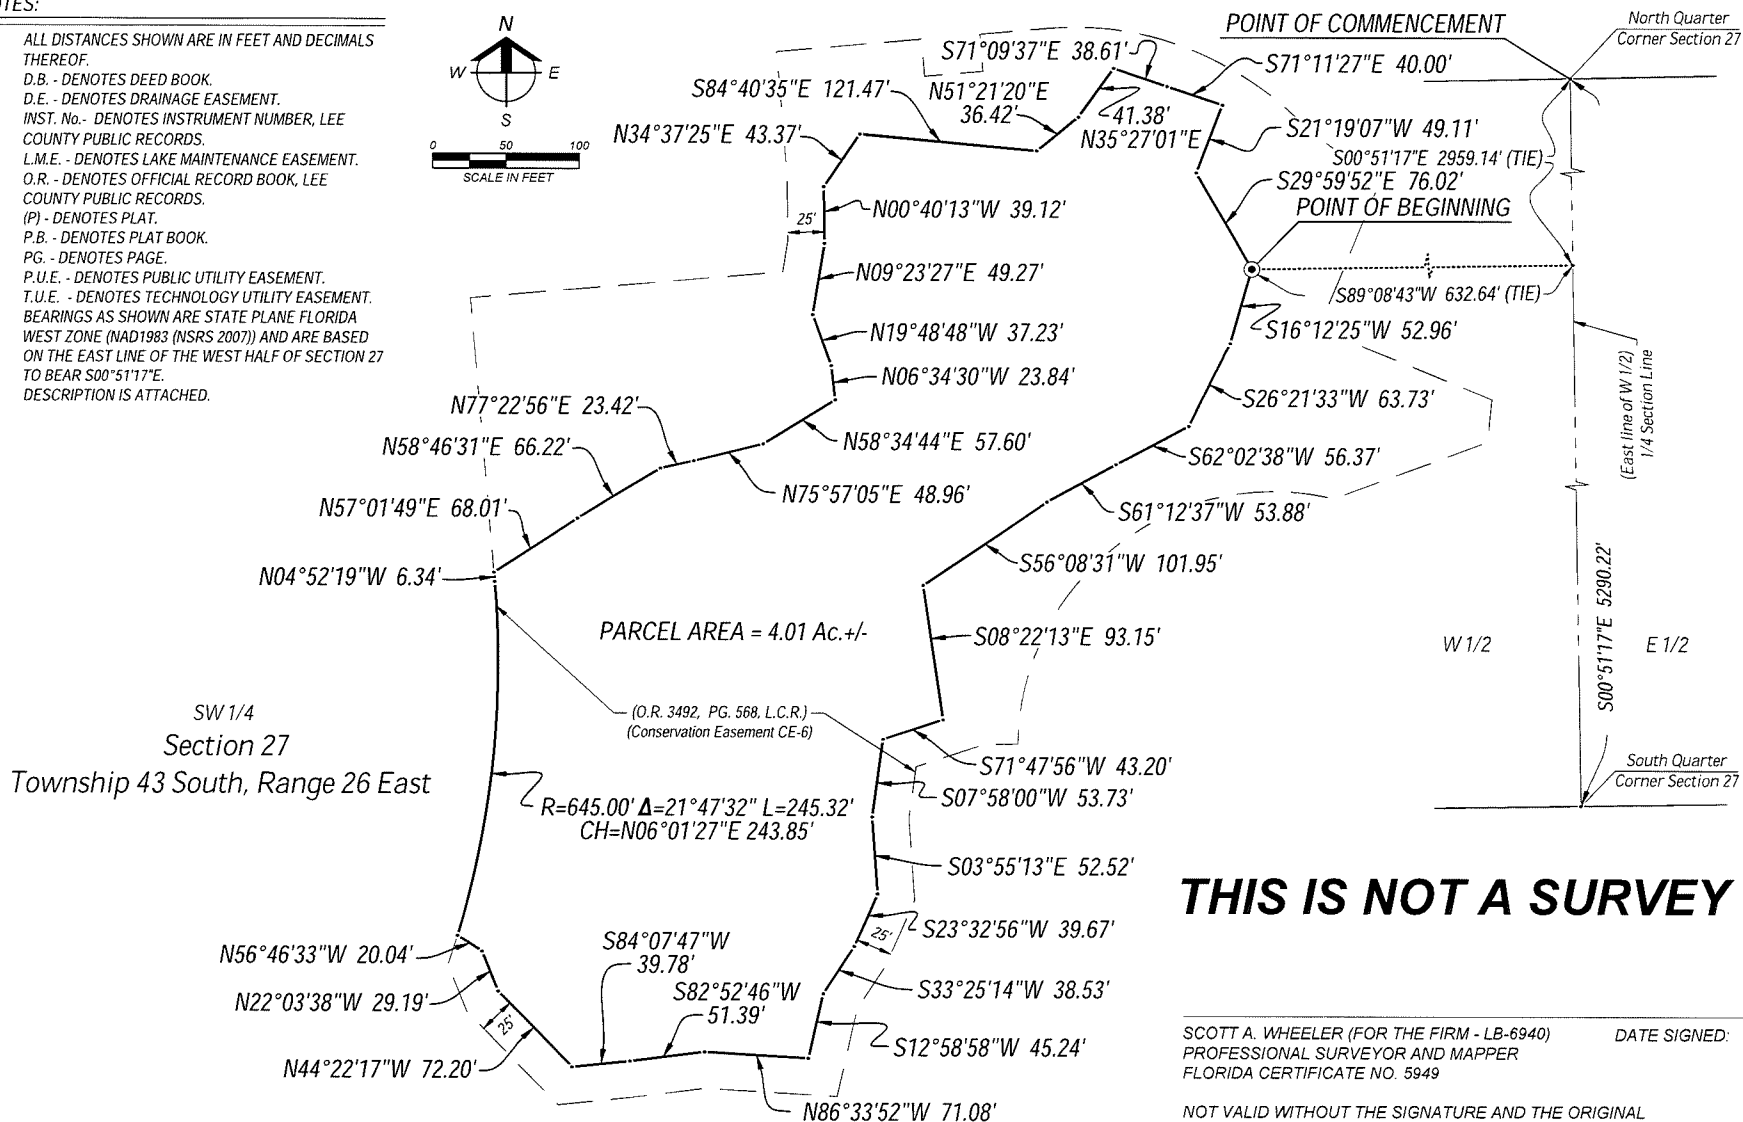 NOTES:
ALL DISTANCES SHOWN ARE IN FEET AND DECIMALS
THEREOF.
D.B. - DENOTES DEED BOOK.
D.E. - DENOTES DRAINAGE EASEMENT.
INST. No.- DENOTES INSTRUMENT NUMBER, LEE
COUNTY PUBLIC RECORDS.
L.M.E. - DENOTES LAKE MAINTENANCE EASEMENT.
O.R. - DENOTES OFFICIAL RECORD BOOK, LEE
COUNTY PUBLIC RECORDS.
(P) - DENOTES PLAT.
P.B. - DENOTES PLAT BOOK.
PG. - DENOTES PAGE.
P.U.E. - DENOTES PUBLIC UTILITY EASEMENT.
T.U.E. - DENOTES TECHNOLOGY UTILITY EASEMENT.
BEARINGS AS SHOWN ARE STATE PLANE FLORIDA
WEST ZONE (NAD1983 (NSRS 2007)) AND ARE BASED
ON THE EAST LINE OF THE WEST HALF OF SECTION 27
TO BEAR S00°51'17"E.
DESCRIPTION IS ATTACHED.
N
W E
S
0 50 100
SCALE IN FEET
POINT OF COMMENCEMENT
North Quarter
Corner Section 27
S71°09'37"E 38.61'
S71°11'27"E 40.00'
S84°40'35"E 121.47'
N51°21'20"E
36.42'
41.38'
N35°27'01"E
N34°37'25"E 43.37'
S21°19'07"W 49.11'
S00°51'17"E 2959.14' (TIE)
S29°59'52"E 76.02'
POINT OF BEGINNING
N00°40'13"W 39.12'
25'
N09°23'27"E 49.27'
S89°08'43"W 632.64' (TIE)
N19°48'48"W 37.23'
S16°12'25"W 52.96'
N06°34'30"W 23.84'
(East line of W 1/2)
1/4 Section Line
N77°22'56"E 23.42'
S26°21'33"W 63.73'
N58°46'31"E 66.22'
N58°34'44"E 57.60'
S62°02'38"W 56.37'
N75°57'05"E 48.96'
N57°01'49"E 68.01'
S61°12'37"W 53.88'
S56°08'31"W 101.95'
N04°52'19"W 6.34'
S00°51'17"E 5290.22'
PARCEL AREA = 4.01 Ac.+/-
S08°22'13"E 93.15'
W 1/2
E 1/2
SW 1/4
Section 27
Township 43 South, Range 26 East
(O.R. 3492, PG. 568, L.C.R.)
(Conservation Easement CE-6)
S71°47'56"W 43.20'
South Quarter
Corner Section 27
S07°58'00"W 53.73'
R=645.00' Δ=21°47'32" L=245.32'
CH=N06°01'27"E 243.85'
S03°55'13"E 52.52'
THIS IS NOT A SURVEY
S23°32'56"W 39.67'
25'
N56°46'33"W 20.04'
S84°07'47"W
39.78'
N22°03'38"W 29.19'
S82°52'46"W
51.39'
S33°25'14"W 38.53'
25'
S12°58'58"W 45.24'
N44°22'17"W 72.20'
N86°33'52"W 71.08'
SCOTT A. WHEELER (FOR THE FIRM - LB-6940) DATE SIGNED:
PROFESSIONAL SURVEYOR AND MAPPER
FLORIDA CERTIFICATE NO. 5949
NOT VALID WITHOUT THE SIGNATURE AND THE ORIGINAL